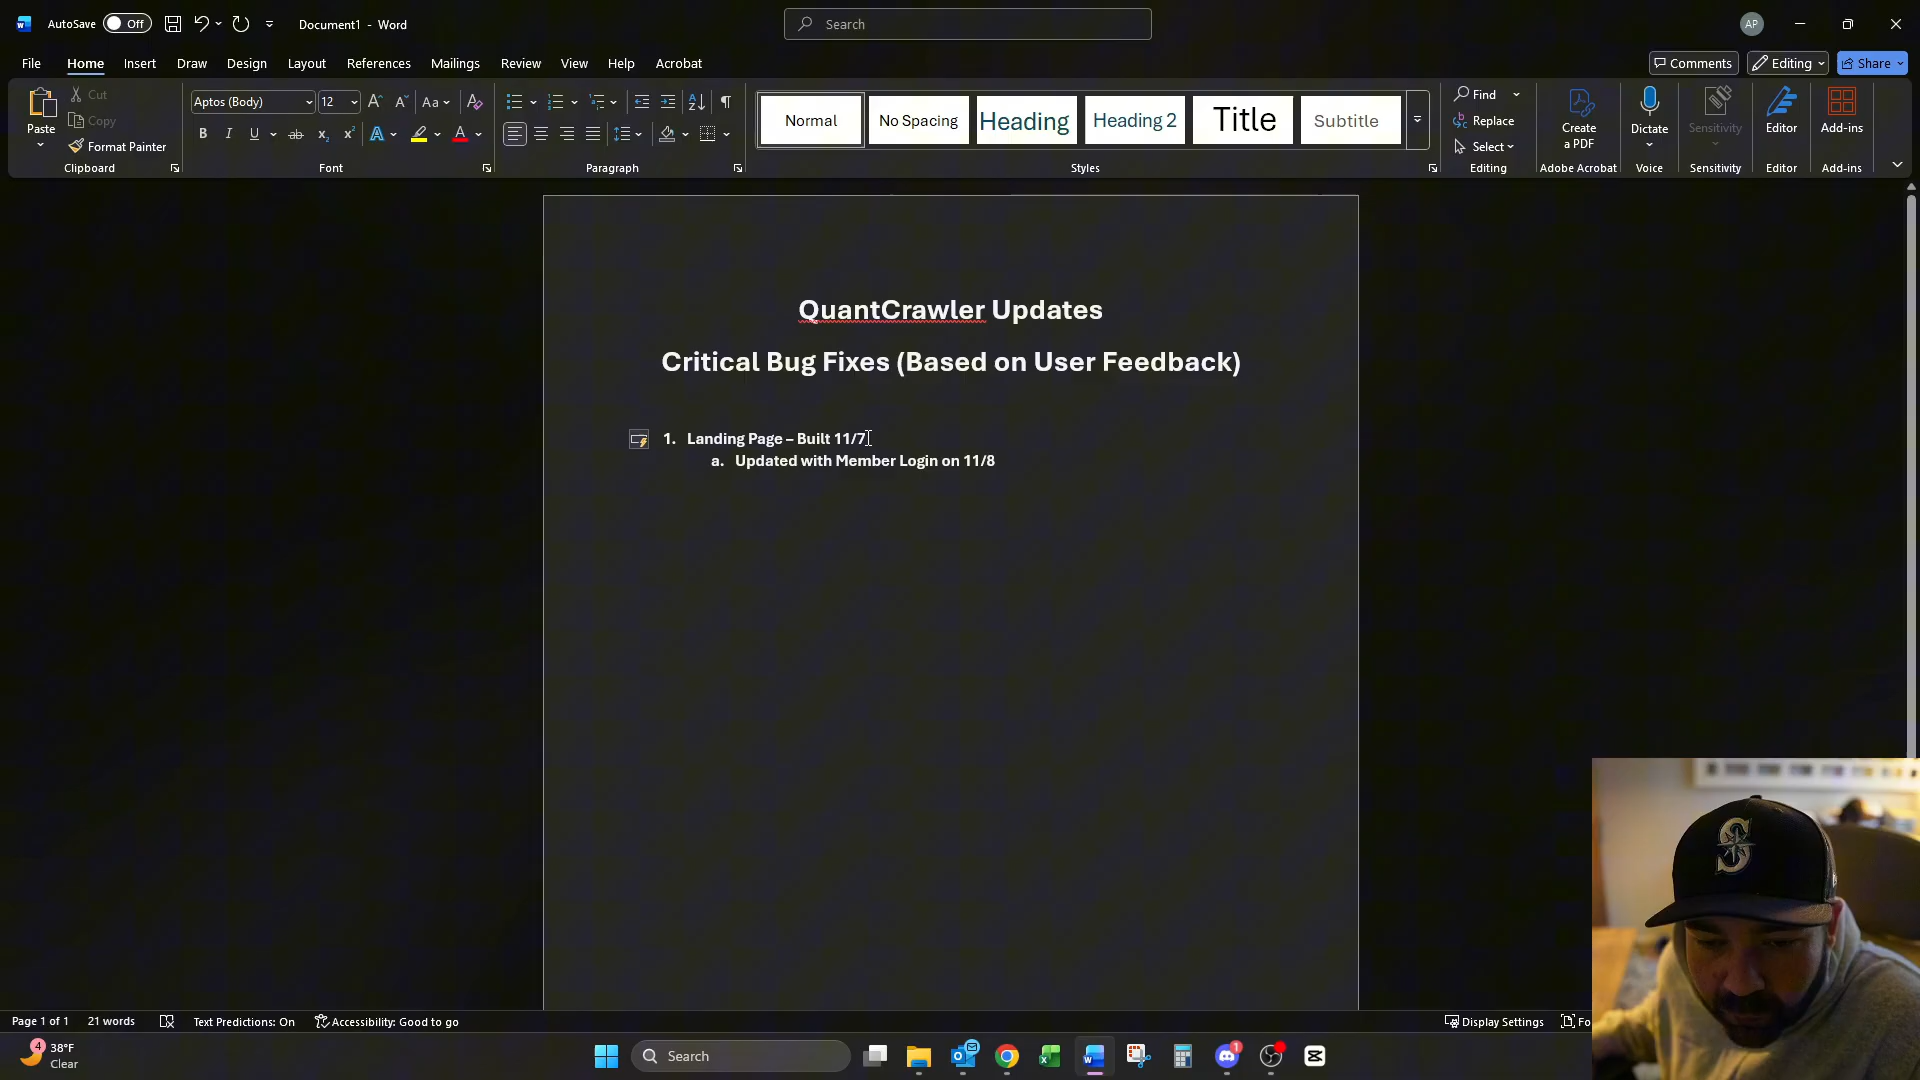 AutoSave Off Document1 - Word Search AP
File Home Insert Draw Design Layout References Mailings Review View Help Acrobat Comments Editing Share
Paste Cut Copy Format Painter
Clipboard
Aptos (Body) 12
Font
Paragraph
Normal No Spacing Heading Heading 2 Title Subtitle
Styles
Find
Replace
Select
Editing
Create a PDF
Adobe Acrobat
Dictate
Voice
Sensitivity
Sensitivity
Editor
Editor
Add-ins
Add-ins
QuantCrawler Updates
Critical Bug Fixes (Based on User Feedback)
1. Landing Page – Built 11/7
a. Updated with Member Login on 11/8
S
Page 1 of 1 21 words Text Predictions: On Accessibility: Good to go Display Settings Fo
4 38°F
Clear
Search
1